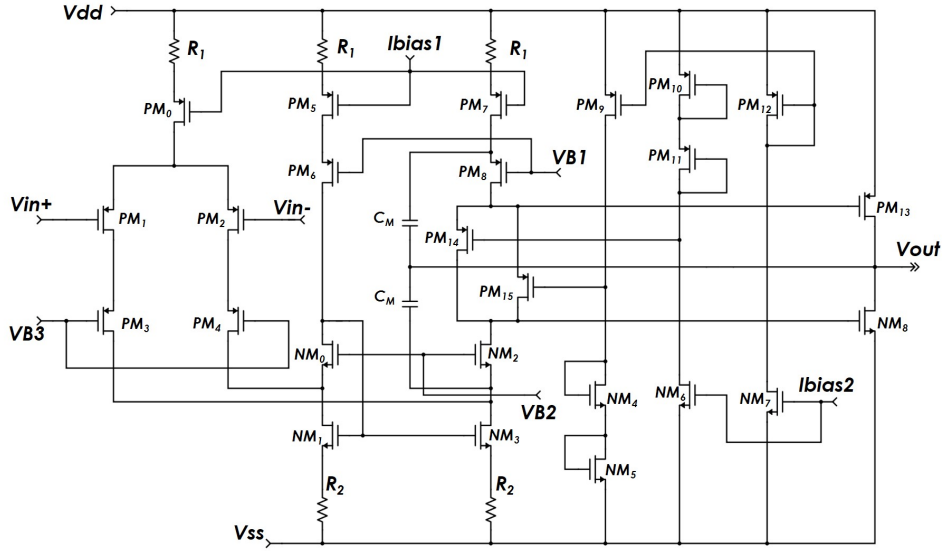 Vdd
R1 R1 R1
Ibias1
PM0 PM5 PM7 PM9 PM10 PM12
PM6 PM8 VB1 PM11
Vin+ PM1 PM2 Vin- CM PM14 PM13
Vout
CM PM15
VB3 PM3 PM4 NM8
NM0 NM2
VB2 NM4 NM6 NM7 Ibias2
NM1 NM3
NM5
R2 R2
Vss